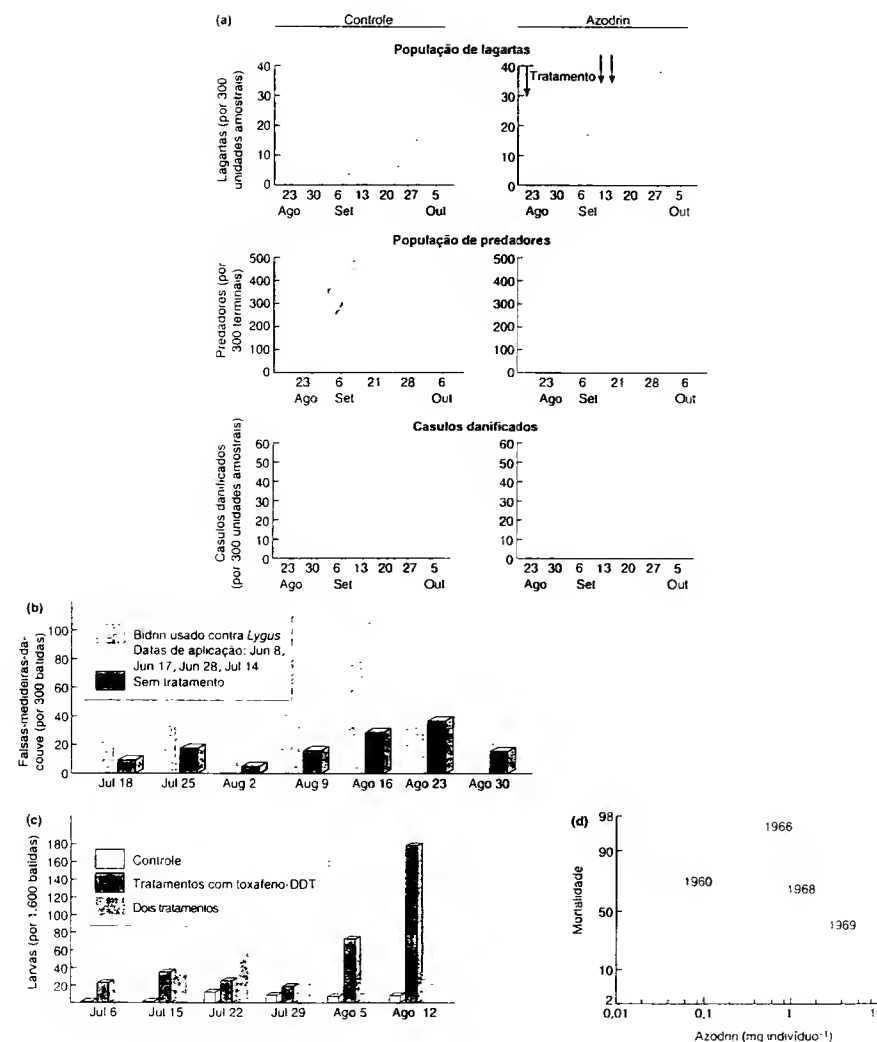 (a) Controle Azodrin
População de lagartas
Lagartas (por 300 unidades amostrais)
40
30
20
10
0
23 30 6 13 20 27 5
Ago Set Out
40
30
20
10
0
Tratamento
23 30 6 13 20 27 5
Ago Set Out
População de predadores
Predadores (por 300 terminais)
500
400
300
200
100
0
23 6 21 28 6
Ago Set Out
500
400
300
200
100
0
23 6 21 28 6
Ago Set Out
Casulos danificados
Casulos danificados (por 300 unidades amostrais)
60
50
40
30
20
10
0
23 30 6 13 20 27 5
Ago Set Out
60
50
40
30
20
10
0
23 30 6 13 20 27 5
Ago Set Out
(b)
Falsas-medideiras-da-couve (por 300 batidas)
100
80
60
40
20
0
Bidrin usado contra Lygus
Datas de aplicação: Jun 8,
Jun 17, Jun 28, Jul 14
Sem tratamento
Jul 18 Jul 25 Aug 2 Aug 9 Ago 16 Ago 23 Ago 30
(c)
Larvas (por 1.600 batidas)
180
160
140
120
100
80
60
40
20
Controle
Tratamentos com toxafeno-DDT
Dois tratamentos
Jul 6 Jul 15 Jul 22 Jul 29 Ago 5 Ago 12
(d)
Mortalidade
98
90
50
10
2
1966
1960
1968
1969
0,01 0,1 1
Azodrin (mg indivíduo-1)